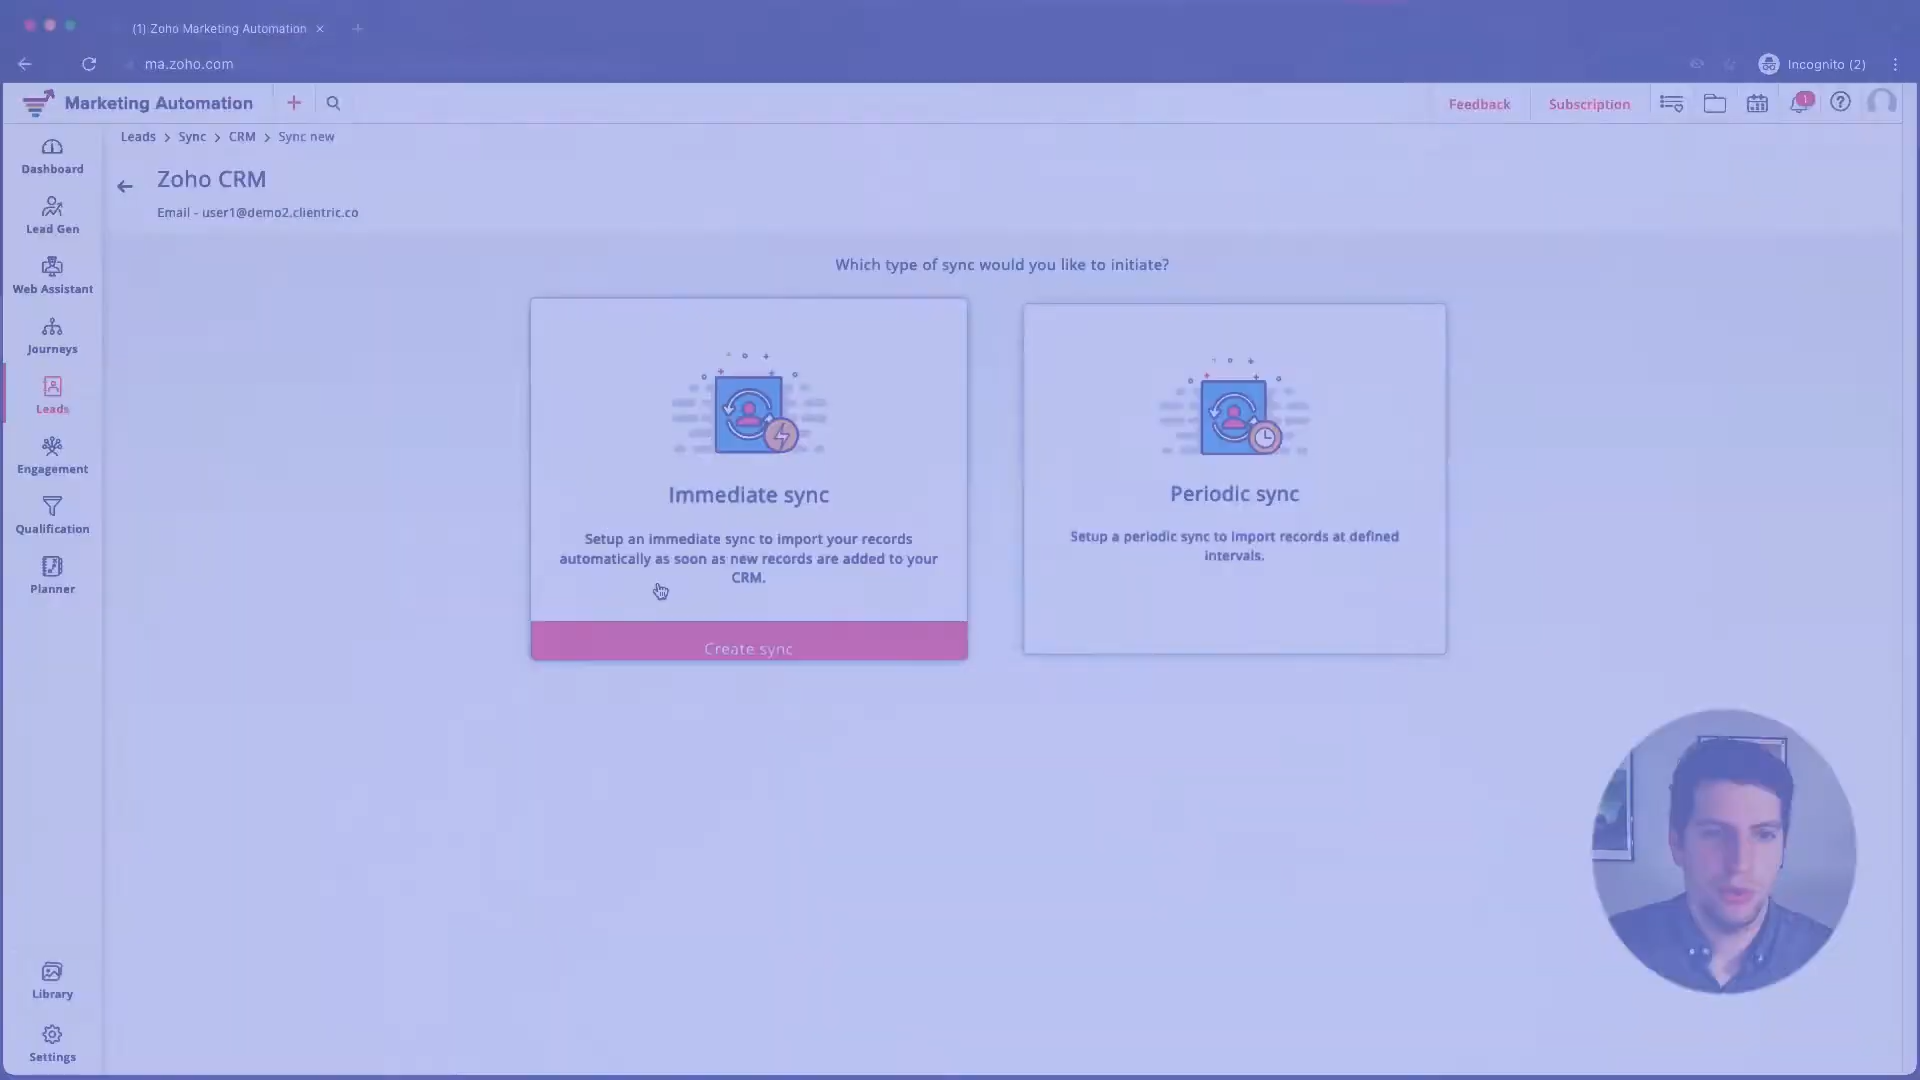 (1) Zoho Marketing Automation
ma.zoho.com
Incognito (2)
Marketing Automation
Feedback
Subscription
1
Leads > Sync > CRM > Sync new
Zoho CRM
Email - user1@demo2.clientric.co
Dashboard
Lead Gen
Web Assistant
Journeys
Leads
Engagement
Qualification
Planner
Library
Settings
Which type of sync would you like to initiate?
Immediate sync
Setup an immediate sync to import your records
automatically as soon as new records are added to your
CRM.
Create sync
Periodic sync
Setup a periodic sync to import records at defined
intervals.